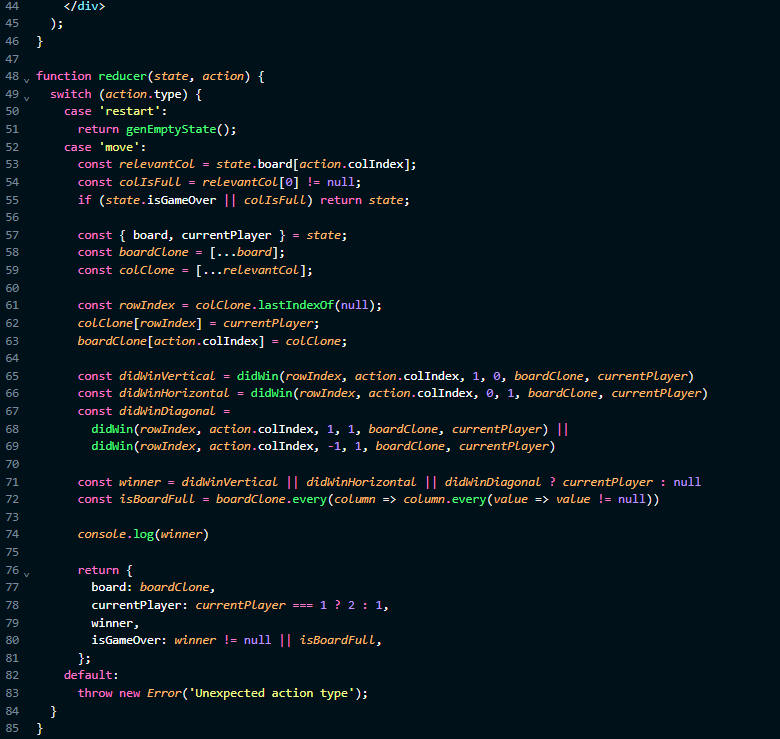 44     </div>
45   );
46 }
47
48 function reducer(state, action) {
49   switch (action.type) {
50     case 'restart':
51       return genEmptyState();
52     case 'move':
53       const relevantCol = state.board[action.colIndex];
54       const colIsFull = relevantCol[0] != null;
55       if (state.isGameOver || colIsFull) return state;
56
57       const { board, currentPlayer } = state;
58       const boardClone = [...board];
59       const colClone = [...relevantCol];
60
61       const rowIndex = colClone.lastIndexOf(null);
62       colClone[rowIndex] = currentPlayer;
63       boardClone[action.colIndex] = colClone;
64
65       const didWinVertical = didWin(rowIndex, action.colIndex, 1, 0, boardClone, currentPlayer)
66       const didWinHorizontal = didWin(rowIndex, action.colIndex, 0, 1, boardClone, currentPlayer)
67       const didWinDiagonal =
68         didWin(rowIndex, action.colIndex, 1, 1, boardClone, currentPlayer) ||
69         didWin(rowIndex, action.colIndex, -1, 1, boardClone, currentPlayer)
70
71       const winner = didWinVertical || didWinHorizontal || didWinDiagonal ? currentPlayer : null
72       const isBoardFull = boardClone.every(column => column.every(value => value != null))
73
74       console.log(winner)
75
76       return {
77         board: boardClone,
78         currentPlayer: currentPlayer === 1 ? 2 : 1,
79         winner,
80         isGameOver: winner != null || isBoardFull,
81       };
82     default:
83       throw new Error('Unexpected action type');
84   }
85 }